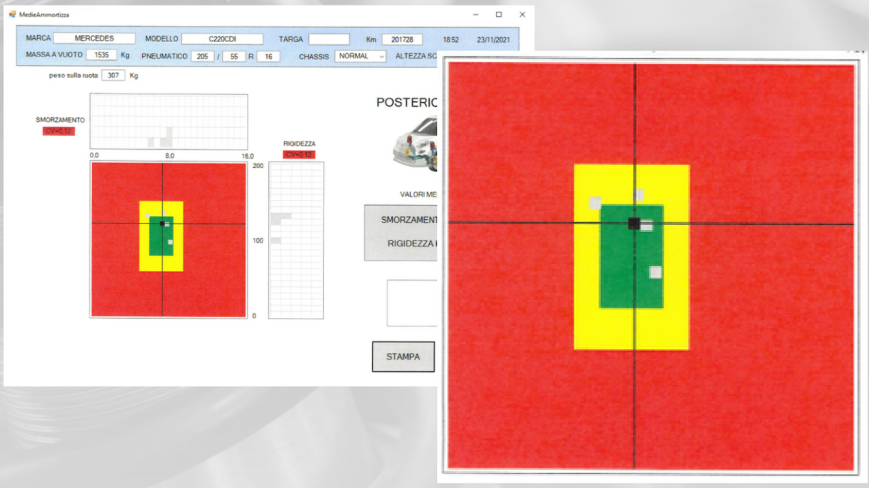 MedieAmmortizza
MARCA MERCEDES MODELLO C220CDI TARGA Km 201728 18:52 23/11/2021
MASSA A VUOTO 1535 Kg PNEUMATICO 205 / 55 R 16 CHASSIS NORMAL ALTEZZA SC
peso sulla ruota 307 Kg
POSTERIO
SMORZAMENTO
CV=0,12
RIGIDEZZA
CV=0,12
0,0 8,0 16,0
200
100
0
VALORI ME
SMORZAMENT
RIGIDEZZA
STAMPA